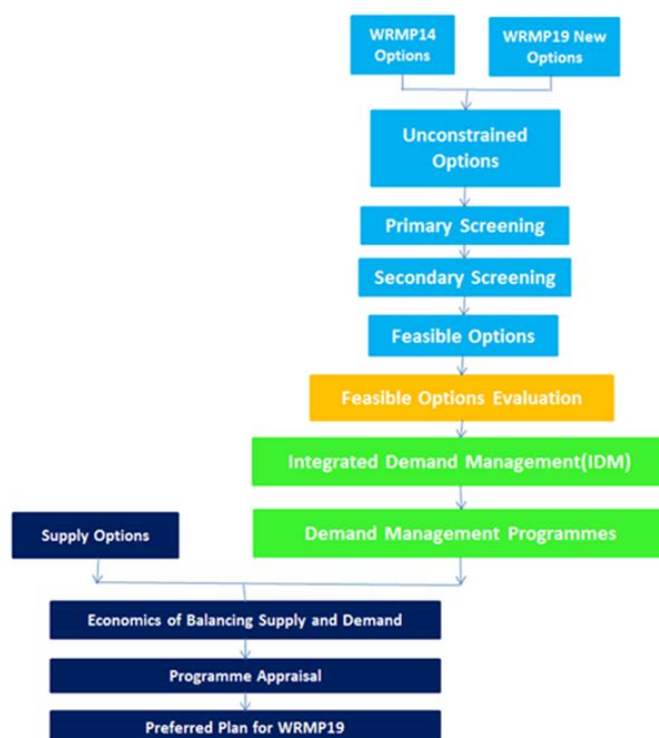 WRMP14
Options
WRMP19 New
Options
Unconstrained
Options
Primary Screening
Secondary Screening
Feasible Options
Feasible Options Evaluation
Integrated Demand Management(IDM)
Supply Options
Demand Management Programmes
Economics of Balancing Supply and Demand
Programme Appraisal
Preferred Plan for WRMP19